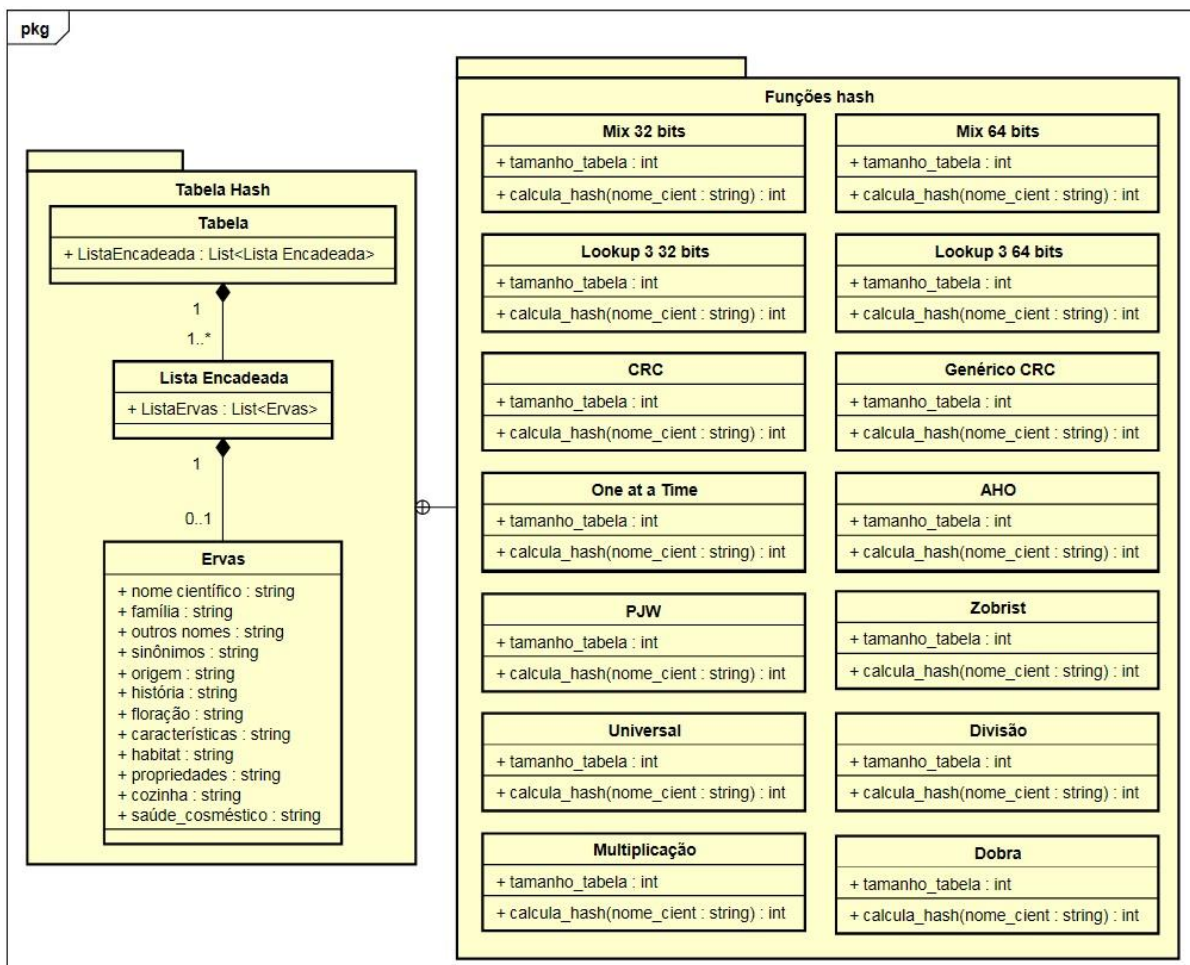 pkg
Tabela Hash
Tabela
+ ListaEncadeada : List<Lista Encadeada>
1
1..*
Lista Encadeada
+ ListaErvas : List<Ervas>
1
0..1
Ervas
+ nome científico : string
+ família : string
+ outros nomes : string
+ sinônimos : string
+ origem : string
+ história : string
+ floração : string
+ características : string
+ habitat : string
+ propriedades : string
+ cozinha : string
+ saúde_cosméstico : string
Funções hash
Mix 32 bits
+ tamanho_tabela : int
+ calcula_hash(nome_cient : string) : int
Mix 64 bits
+ tamanho_tabela : int
+ calcula_hash(nome_cient : string) : int
Lookup 3 32 bits
+ tamanho_tabela : int
+ calcula_hash(nome_cient : string) : int
Lookup 3 64 bits
+ tamanho_tabela : int
+ calcula_hash(nome_cient : string) : int
CRC
+ tamanho_tabela : int
+ calcula_hash(nome_cient : string) : int
Genérico CRC
+ tamanho_tabela : int
+ calcula_hash(nome_cient : string) : int
One at a Time
+ tamanho_tabela : int
+ calcula_hash(nome_cient : string) : int
AHO
+ tamanho_tabela : int
+ calcula_hash(nome_cient : string) : int
PJW
+ tamanho_tabela : int
+ calcula_hash(nome_cient : string) : int
Zobrist
+ tamanho_tabela : int
+ calcula_hash(nome_cient : string) : int
Universal
+ tamanho_tabela : int
+ calcula_hash(nome_cient : string) : int
Divisão
+ tamanho_tabela : int
+ calcula_hash(nome_cient : string) : int
Multiplicação
+ tamanho_tabela : int
+ calcula_hash(nome_cient : string) : int
Dobra
+ tamanho_tabela : int
+ calcula_hash(nome_cient : string) : int